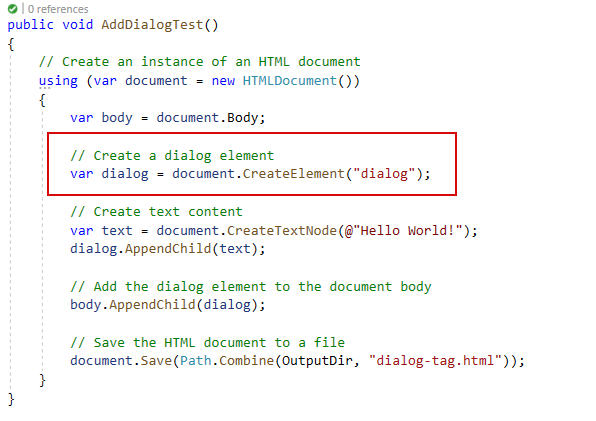 | 0 references
public void AddDialogTest()
{
// Create an instance of an HTML document
using (var document = new HTMLDocument())
{
var body = document.Body;
// Create a dialog element
var dialog = document.CreateElement("dialog");
// Create text content
var text = document.CreateTextNode(@"Hello World!");
dialog.AppendChild(text);
// Add the dialog element to the document body
body.AppendChild(dialog);
// Save the HTML document to a file
document.Save(Path.Combine(OutputDir, "dialog-tag.html"));
}
}